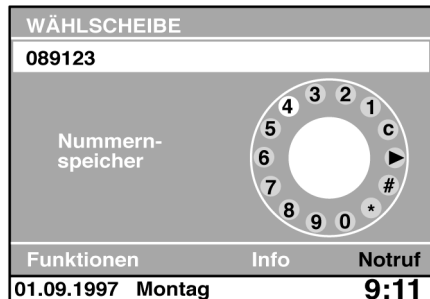 WÄHLSCHEIBE
089123
Nummern-
speicher
4 3 2 1 C ▶ # * 0 9 8 7 6 5
Funktionen Info Notruf
01.09.1997 Montag 9:11